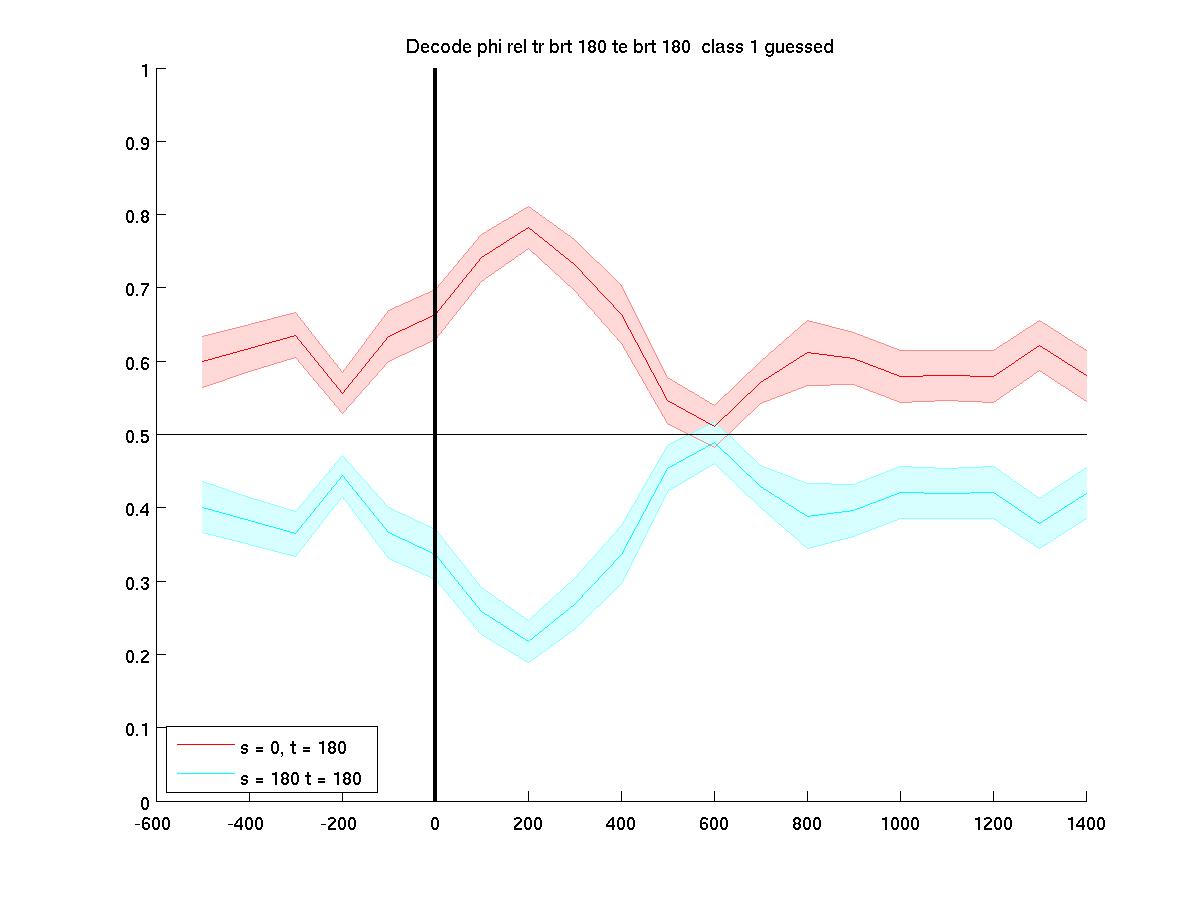 Decode phi rel tr brt 180 te brt 180  class 1 guessed
1
0.9
0.8
0.7
0.6
0.5
0.4
0.3
0.2
0.1
0
s = 0, t = 180
s = 180 t = 180
-600 -400 -200 0 200 400 600 800 1000 1200 1400